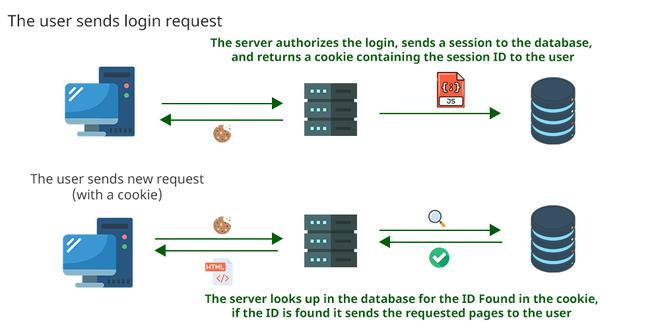 The user sends login request
The server authorizes the login, sends a session to the database,
and returns a cookie containing the session ID to the user
JS
The user sends new request
(with a cookie)
HTML
The server looks up in the database for the ID Found in the cookie,
if the ID is found it sends the requested pages to the user